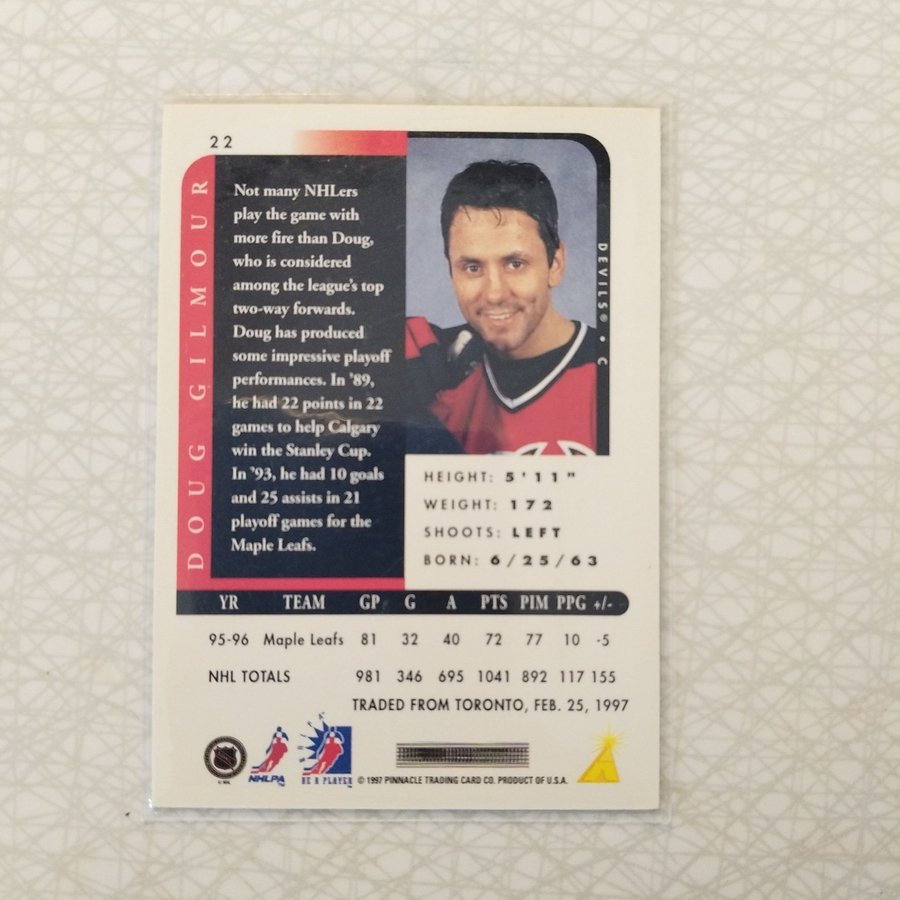 22
DOUG GILMOUR
Not many NHLers
play the game with
more fire than Doug,
who is considered
among the league's top
two-way forwards.
Doug has produced
some impressive playoff
performances. In '89,
he had 22 points in 22
games to help Calgary
win the Stanley Cup.
In '93, he had 10 goals
and 25 assists in 21
playoff games for the
Maple Leafs.
DEVILS® • C
HEIGHT: 5'11"
WEIGHT: 172
SHOOTS: LEFT
BORN: 6/25/63
YR TEAM GP G A PTS PIM PPG +/-
95-96 Maple Leafs 81 32 40 72 77 10 -5
NHL TOTALS 981 346 695 1041 892 117 155
TRADED FROM TORONTO, FEB. 25, 1997
NHLPA
BE A PLAYER
© 1997 PINNACLE TRADING CARD CO. PRODUCT OF U.S.A.